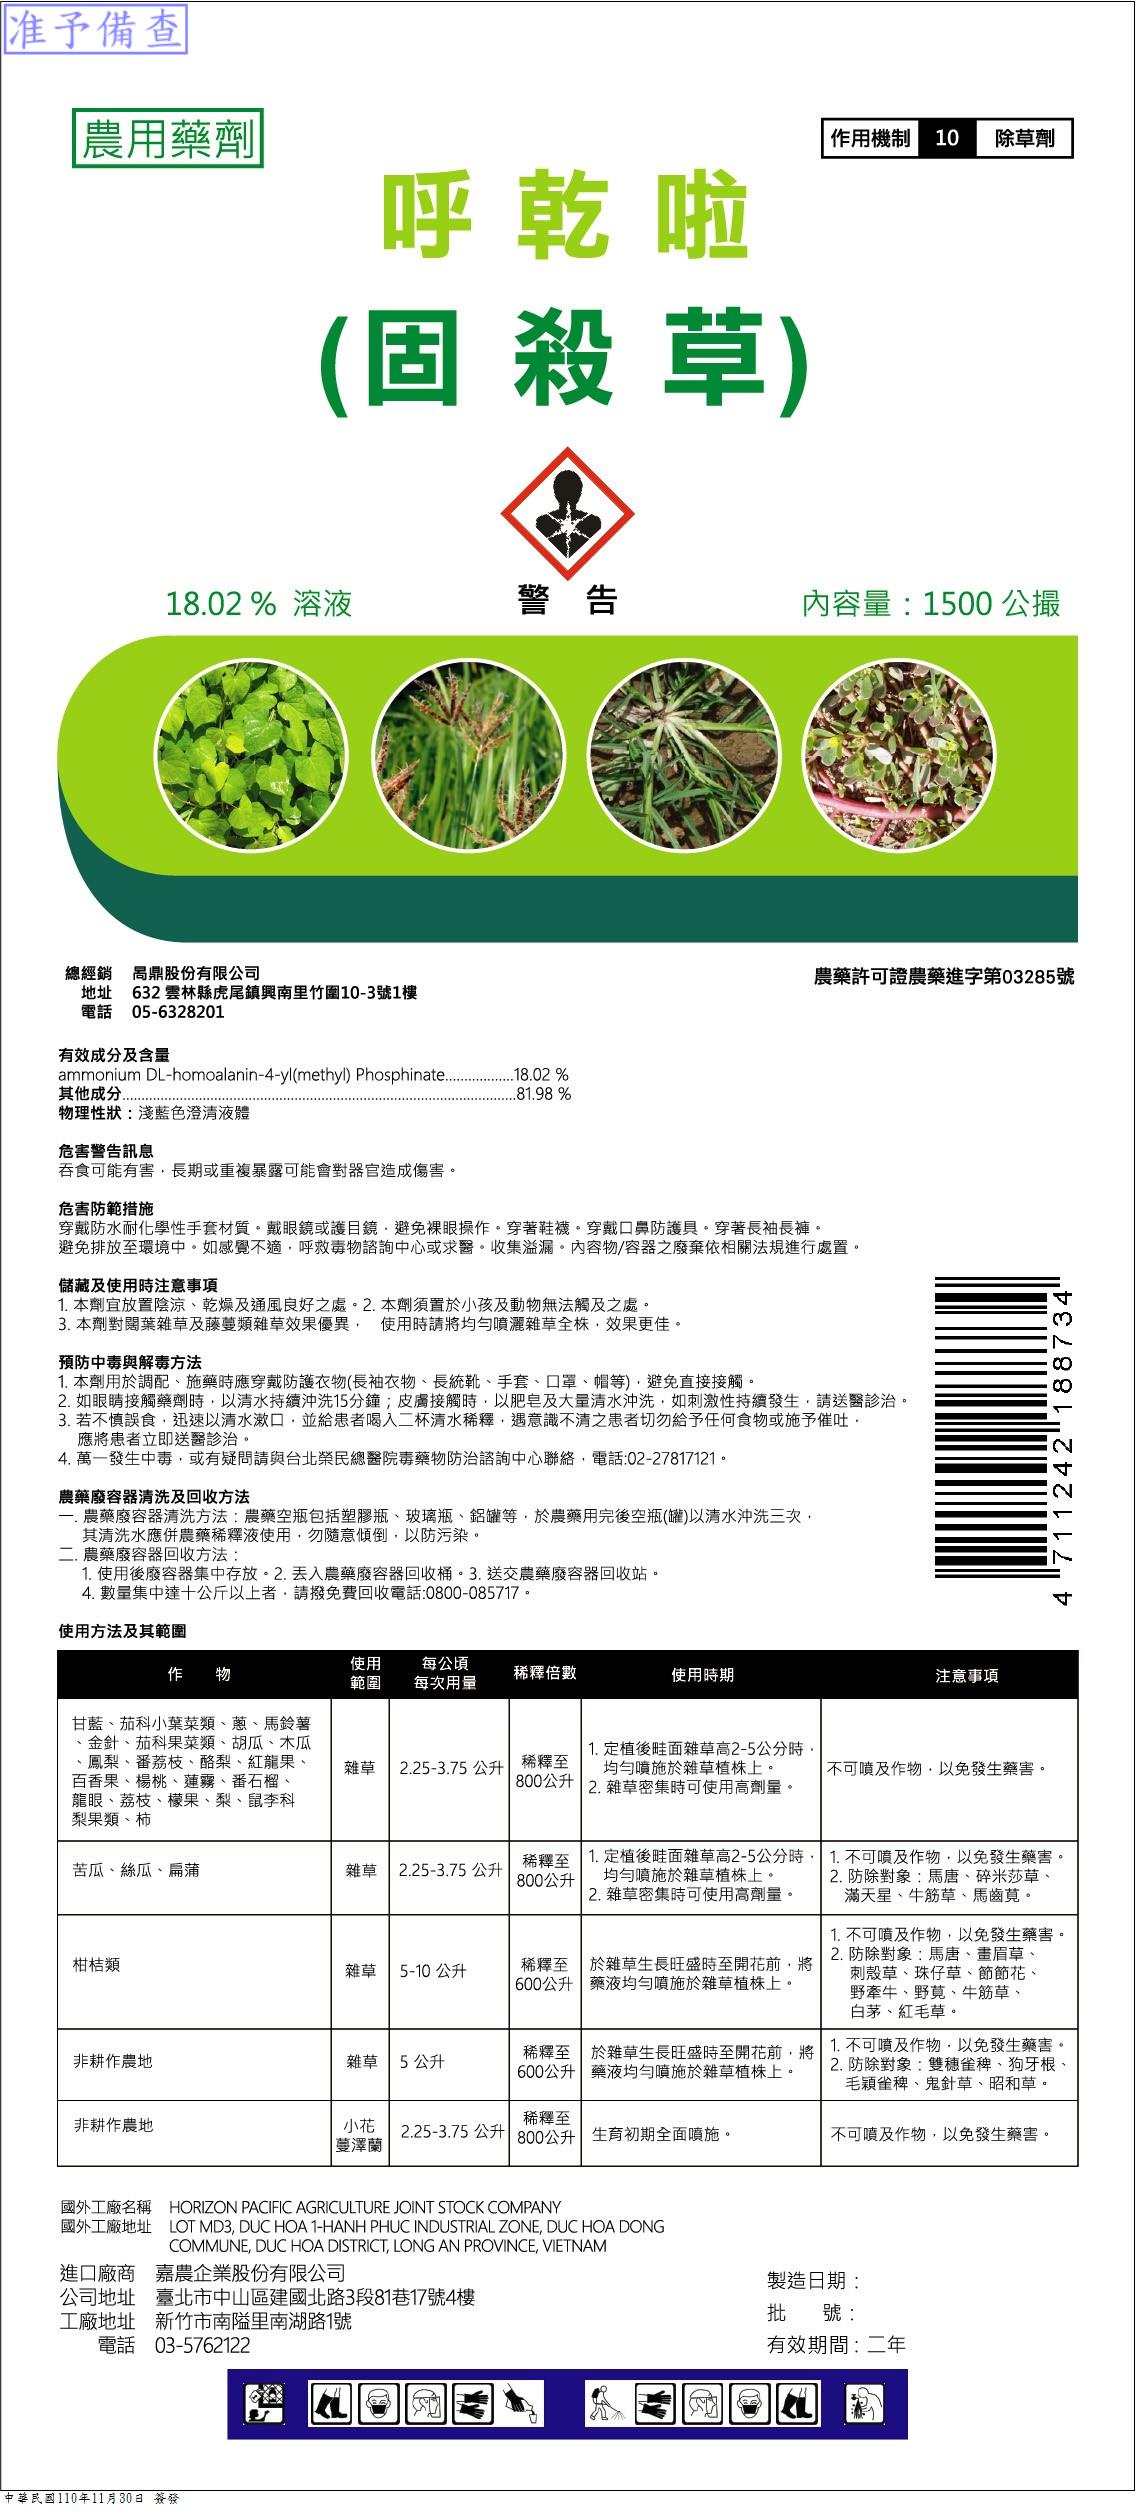 准予備查
農用藥劑
作用機制 10 除草劑
呼乾啦
(固殺草)
警告
18.02 % 溶液
內容量：1500 公撮
總經銷 咼鼎股份有限公司
地址 632 雲林縣虎尾鎮興南里竹圍10-3號1樓
電話 05-6328201
農藥許可證農藥進字第03285號
有效成分及含量
ammonium DL-homoalanin-4-yl(methyl) Phosphinate..................18.02 %
其他成分........................................................................................................81.98 %
物理性狀：淺藍色澄清液體
危害警告訊息
吞食可能有害，長期或重複暴露可能會對器官造成傷害。
危害防範措施
穿戴防水耐化學性手套材質。戴眼鏡或護目鏡，避免裸眼操作。穿著鞋襪。穿戴口鼻防護具。穿著長袖長褲。
避免排放至環境中。如感覺不適，呼救毒物諮詢中心或求醫。收集溢漏。內容物/容器之廢棄依相關法規進行處置。
儲藏及使用時注意事項
1. 本劑宜放置陰涼、乾燥及通風良好之處。2. 本劑須置於小孩及動物無法觸及之處。
3. 本劑對闊葉雜草及藤蔓類雜草效果優異， 使用時請將均勻噴灑雜草全株，效果更佳。
預防中毒與解毒方法
1. 本劑用於調配、施藥時應穿戴防護衣物(長袖衣物、長統靴、手套、口罩、帽等)，避免直接接觸。
2. 如眼睛接觸藥劑時，以清水持續沖洗15分鐘；皮膚接觸時，以肥皂及大量清水沖洗，如刺激性持續發生，請送醫診治。
3. 若不慎誤食，迅速以清水漱口，並給患者喝入二杯清水稀釋，遇意識不清之患者切勿給予任何食物或施予催吐，
應將患者立即送醫診治。
4. 萬一發生中毒，或有疑問請與台北榮民總醫院毒藥物防治諮詢中心聯絡，電話:02-27817121。
農藥廢容器清洗及回收方法
一. 農藥廢容器清洗方法：農藥空瓶包括塑膠瓶、玻璃瓶、鋁罐等，於農藥用完後空瓶(罐)以清水沖洗三次，
其清洗水應併農藥稀釋液使用，勿隨意傾倒，以防污染。
二. 農藥廢容器回收方法：
1. 使用後廢容器集中存放。2. 丟入農藥廢容器回收桶。3. 送交農藥廢容器回收站。
4. 數量集中達十公斤以上者，請撥免費回收電話:0800-085717。
4 711242 188734
使用方法及其範圍
作 物 使用範圍 每公頃每次用量 稀釋倍數 使用時期 注意事項
甘藍、茄科小葉菜類、蔥、馬鈴薯
、金針、茄科果菜類、胡瓜、木瓜
、鳳梨、番荔枝、酪梨、紅龍果、
百香果、楊桃、蓮霧、番石榴、
龍眼、荔枝、檬果、梨、鼠李科
梨果類、柿
雜草
2.25-3.75 公升
稀釋至
800公升
1. 定植後畦面雜草高2-5公分時，
均勻噴施於雜草植株上。
2. 雜草密集時可使用高劑量。
不可噴及作物，以免發生藥害。
苦瓜、絲瓜、扁蒲
雜草
2.25-3.75 公升
稀釋至
800公升
1. 定植後畦面雜草高2-5公分時，
均勻噴施於雜草植株上。
2. 雜草密集時可使用高劑量。
1. 不可噴及作物，以免發生藥害。
2. 防除對象：馬唐、碎米莎草、
滿天星、牛筋草、馬齒莧。
柑桔類
雜草
5-10 公升
稀釋至
600公升
於雜草生長旺盛時至開花前，將
藥液均勻噴施於雜草植株上。
1. 不可噴及作物，以免發生藥害。
2. 防除對象：馬唐、畫眉草、
刺殼草、珠仔草、節節花、
野牽牛、野莧、牛筋草、
白茅、紅毛草。
非耕作農地
雜草
5 公升
稀釋至
600公升
於雜草生長旺盛時至開花前，將
藥液均勻噴施於雜草植株上。
1. 不可噴及作物，以免發生藥害。
2. 防除對象：雙穗雀稗、狗牙根、
毛穎雀稗、鬼針草、昭和草。
非耕作農地
小花
蔓澤蘭
2.25-3.75 公升
稀釋至
800公升
生育初期全面噴施。
不可噴及作物，以免發生藥害。
國外工廠名稱 HORIZON PACIFIC AGRICULTURE JOINT STOCK COMPANY
國外工廠地址 LOT MD3, DUC HOA 1-HANH PHUC INDUSTRIAL ZONE, DUC HOA DONG
COMMUNE, DUC HOA DISTRICT, LONG AN PROVINCE, VIETNAM
進口廠商 嘉農企業股份有限公司
公司地址 臺北市中山區建國北路3段81巷17號4樓
工廠地址 新竹市南隘里南湖路1號
電話 03-5762122
製造日期：
批 號：
有效期間：二年
中華民國110年11月30日 簽發